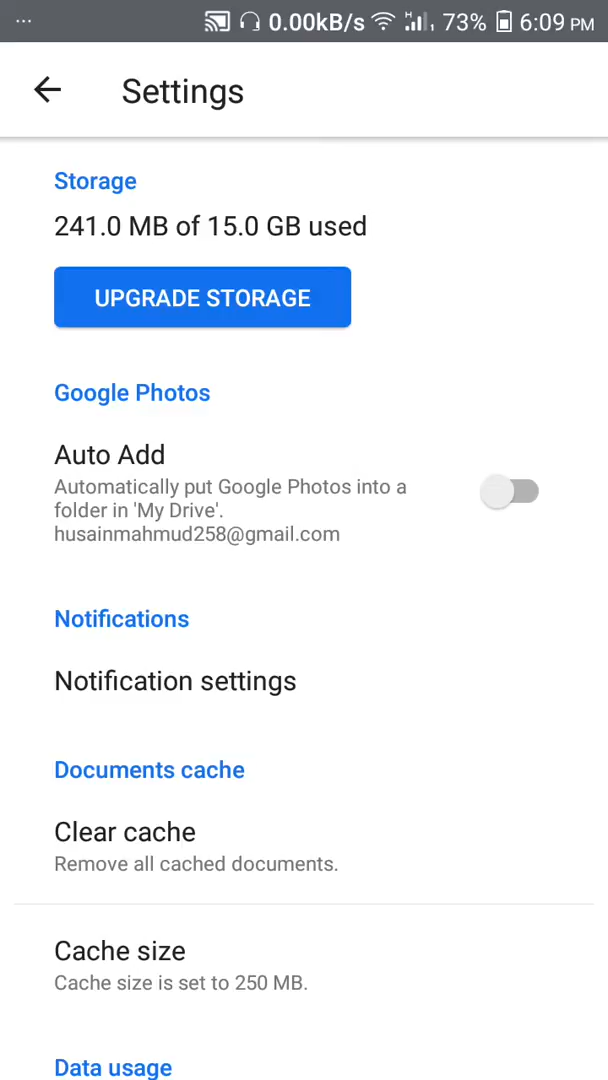 ... 0.00kB/s H 73% 6:09 PM
Settings
Storage
241.0 MB of 15.0 GB used
UPGRADE STORAGE
Google Photos
Auto Add
Automatically put Google Photos into a
folder in 'My Drive'.
husainmahmud258@gmail.com
Notifications
Notification settings
Documents cache
Clear cache
Remove all cached documents.
Cache size
Cache size is set to 250 MB.
Data usage